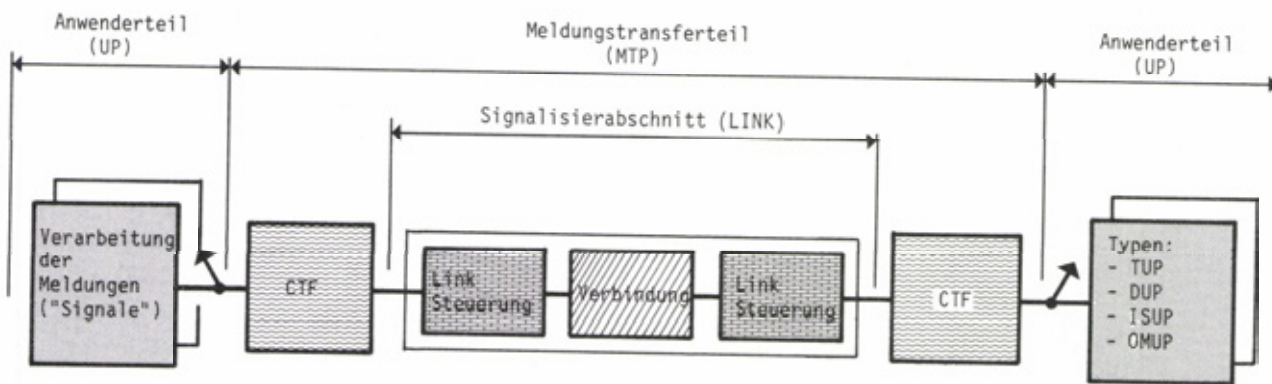 Anwenderteil
(UP)
Meldungstransferteil
(MTP)
Anwenderteil
(UP)
Signalisierabschnitt (LINK)
Verarbeitung
der
Meldungen
("Signale")
CTF
Link
Steuerung
Verbindung
Link
Steuerung
CTF
Typen:
- TUP
- DUP
- ISUP
- OMUP